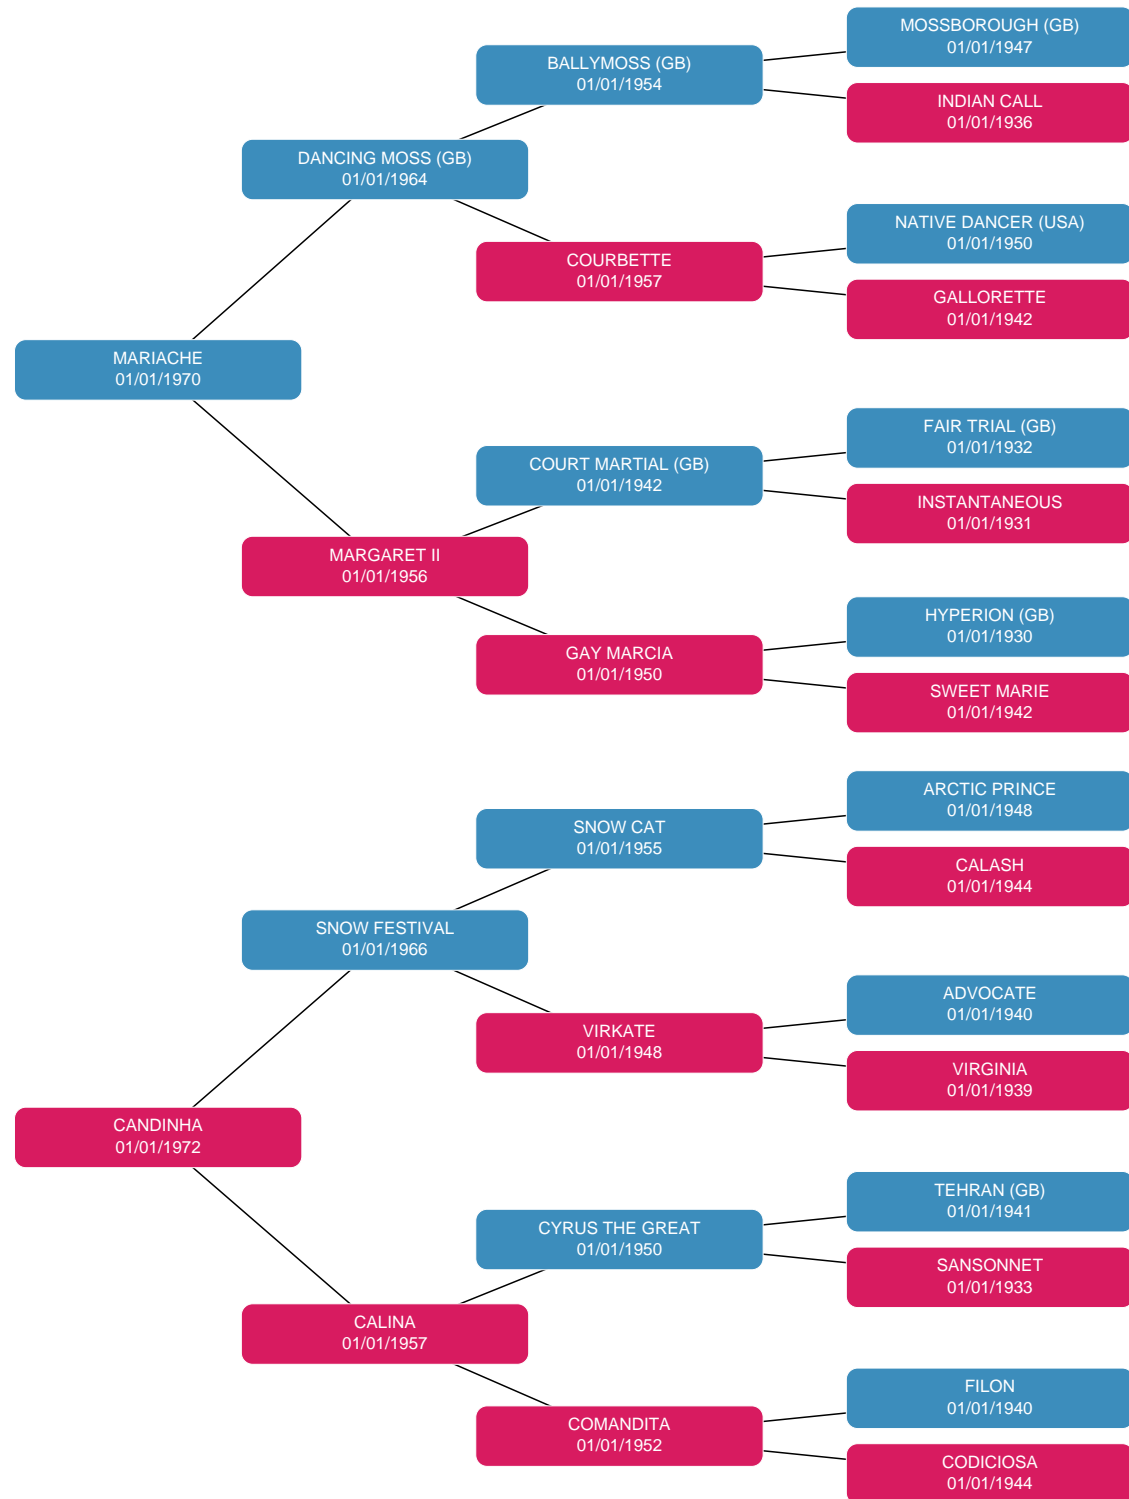 MOSSBOROUGH (GB)
01/01/1947
BALLYMOSS (GB)
01/01/1954
INDIAN CALL
01/01/1936
DANCING MOSS (GB)
01/01/1964
NATIVE DANCER (USA)
01/01/1950
COURBETTE
01/01/1957
GALLORETTE
01/01/1942
MARIACHE
01/01/1970
FAIR TRIAL (GB)
01/01/1932
COURT MARTIAL (GB)
01/01/1942
INSTANTANEOUS
01/01/1931
MARGARET II
01/01/1956
HYPERION (GB)
01/01/1930
GAY MARCIA
01/01/1950
SWEET MARIE
01/01/1942
ARCTIC PRINCE
01/01/1948
SNOW CAT
01/01/1955
CALASH
01/01/1944
SNOW FESTIVAL
01/01/1966
ADVOCATE
01/01/1940
VIRKATE
01/01/1948
VIRGINIA
01/01/1939
CANDINHA
01/01/1972
TEHRAN (GB)
01/01/1941
CYRUS THE GREAT
01/01/1950
SANSONNET
01/01/1933
CALINA
01/01/1957
FILON
01/01/1940
COMANDITA
01/01/1952
CODICIOSA
01/01/1944